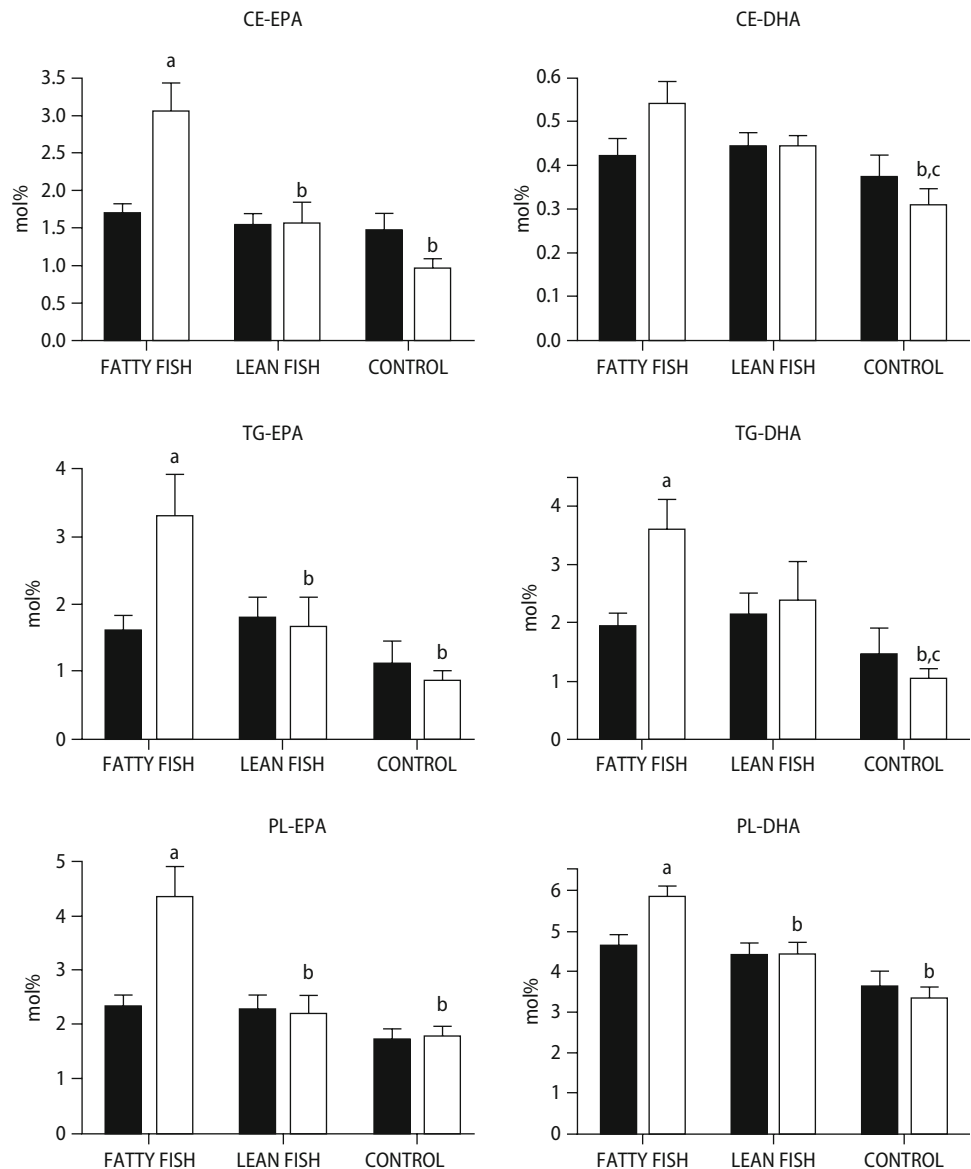 CE-EPA
a
3.5
3.0
2.5
2.0
1.5
1.0
0.5
0.0
mol%
b
b
FATTY FISH LEAN FISH CONTROL
CE-DHA
0.6
0.5
0.4
0.3
0.2
0.1
0.0
mol%
b,c
FATTY FISH LEAN FISH CONTROL
TG-EPA
a
4
3
2
1
0
mol%
b
b
FATTY FISH LEAN FISH CONTROL
TG-DHA
a
4
3
2
1
0
mol%
b,c
FATTY FISH LEAN FISH CONTROL
PL-EPA
a
5
4
3
2
1
0
mol%
b
b
FATTY FISH LEAN FISH CONTROL
PL-DHA
a
6
5
4
3
2
1
0
mol%
b
b
FATTY FISH LEAN FISH CONTROL